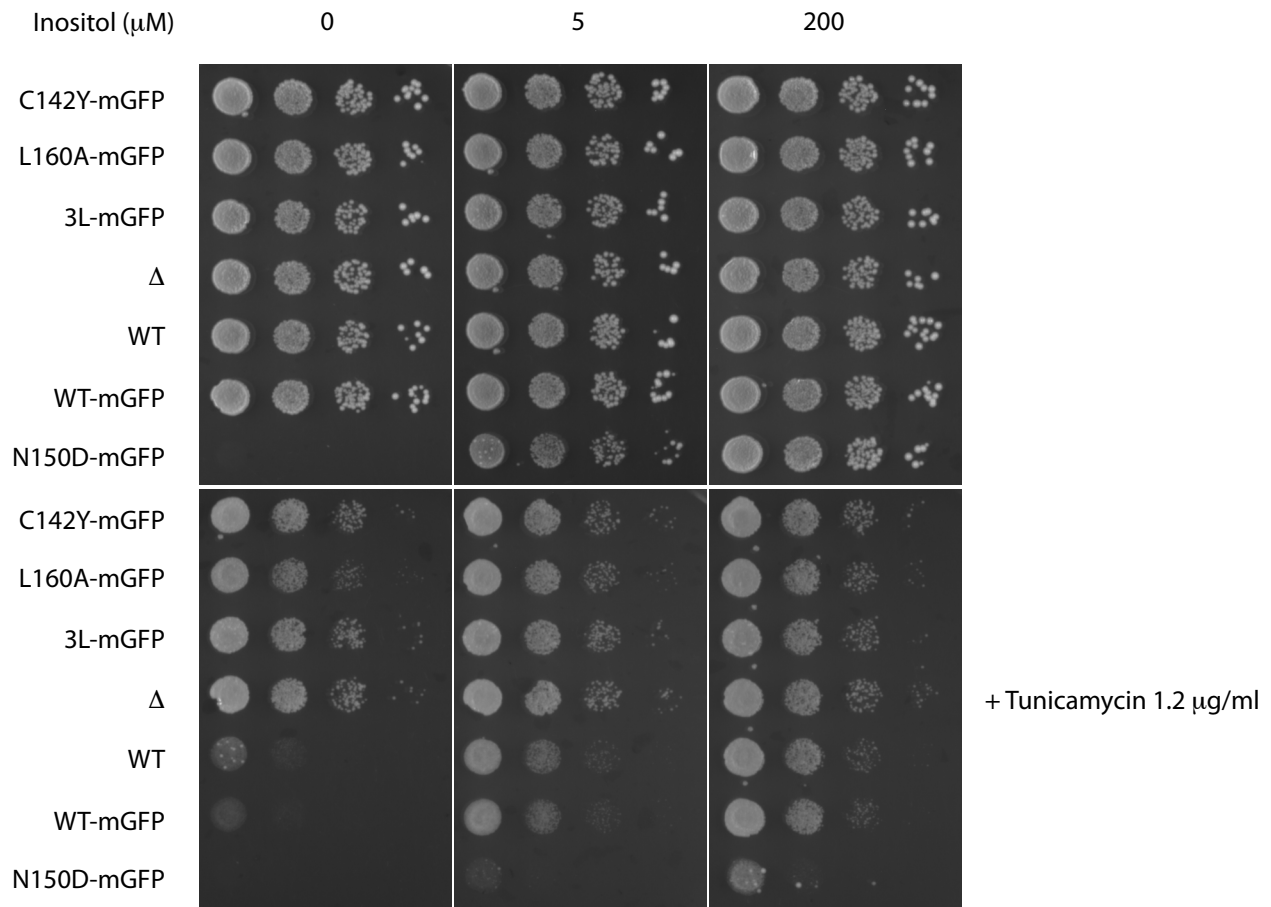 Inositol (μM) 0 5 200
C142Y-mGFP
L160A-mGFP
3L-mGFP
Δ
WT
WT-mGFP
N150D-mGFP
C142Y-mGFP
L160A-mGFP
3L-mGFP
Δ
+ Tunicamycin 1.2 μg/ml
WT
WT-mGFP
N150D-mGFP